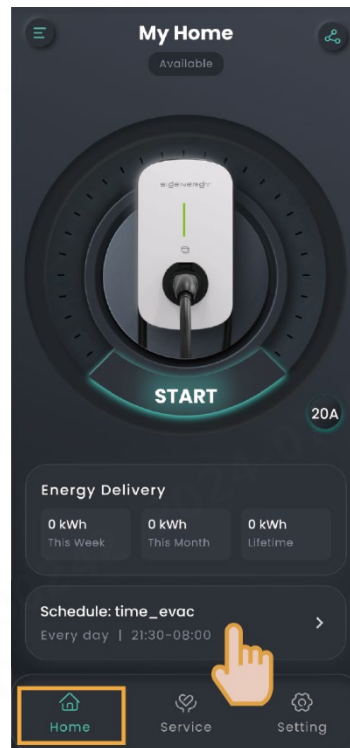 My Home
Available
SIGENERGY
START
20A
Energy Delivery
0 kWh 0 kWh 0 kWh
This Week This Month Lifetime
Schedule: time_evac
Every day | 21:30-08:00
Home Service Setting